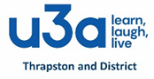 u3a learn,
laugh,
live
Thrapston and District